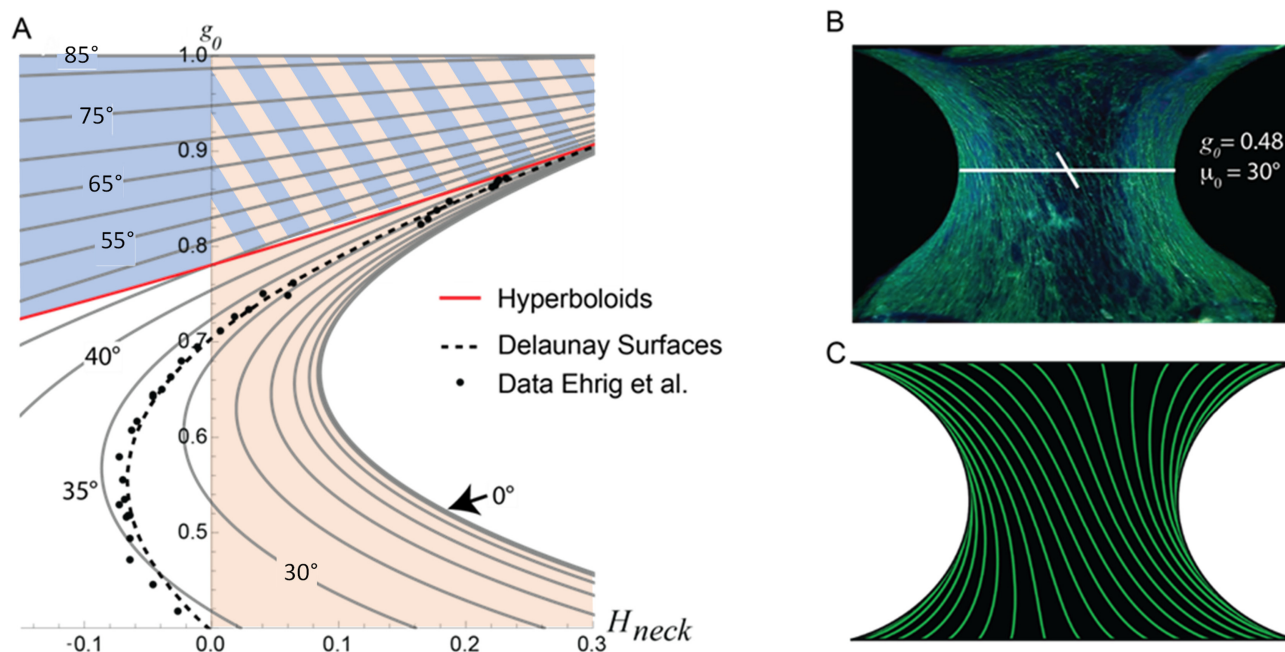 A
g₀
85°
1.0
75°
0.9
65°
55°
0.8
Hyperboloids
Delaunay Surfaces
Data Ehrig et al.
40°
0.7
0.6
35°
0°
0.5
30°
-0.1
0.0
0.1
0.2
0.3
H_neck
B
g₀ = 0.48
μ₀ = 30°
C